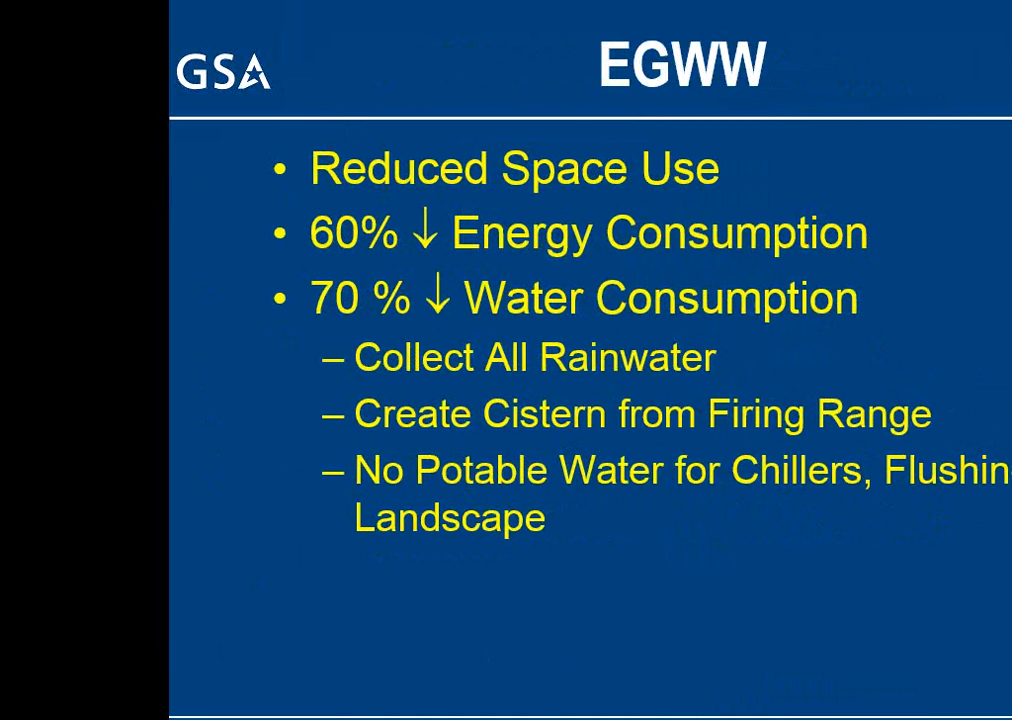 GSA
EGWW
• Reduced Space Use
• 60% ↓ Energy Consumption
• 70 % ↓ Water Consumption
– Collect All Rainwater
– Create Cistern from Firing Range
– No Potable Water for Chillers,
Landscape